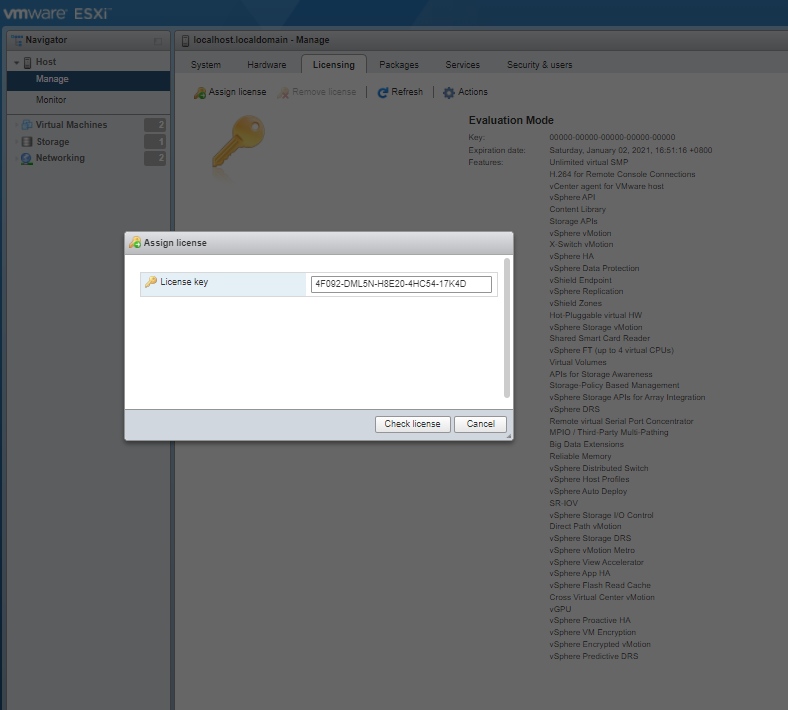 vmware ESXi
Navigator
Host
Manage
Monitor
Virtual Machines 2
Storage 1
Networking 2
localhost.localdomain - Manage
System Hardware Licensing Packages Services Security & users
Assign license Remove license Refresh Actions
Evaluation Mode
Key: 00000-00000-00000-00000-00000
Expiration date: Saturday, January 02, 2021, 16:51:16 +0800
Features: Unlimited virtual SMP
H.264 for Remote Console Connections
vCenter agent for VMware host
vSphere API
Content Library
Storage APIs
vSphere vMotion
X-Switch vMotion
vSphere HA
vSphere Data Protection
vShield Endpoint
vSphere Replication
vShield Zones
Hot-Pluggable virtual HW
vSphere Storage vMotion
Shared Smart Card Reader
vSphere FT (up to 4 virtual CPUs)
Virtual Volumes
APIs for Storage Awareness
Storage-Policy Based Management
vSphere Storage APIs for Array Integration
vSphere DRS
Remote virtual Serial Port Concentrator
MPIO / Third-Party Multi-Pathing
Big Data Extensions
Reliable Memory
vSphere Distributed Switch
vSphere Host Profiles
vSphere Auto Deploy
SR-IOV
vSphere Storage I/O Control
Direct Path vMotion
vSphere Storage DRS
vSphere vMotion Metro
vSphere View Accelerator
vSphere App HA
vSphere Flash Read Cache
Cross Virtual Center vMotion
vGPU
vSphere Proactive HA
vSphere VM Encryption
vSphere Encrypted vMotion
vSphere Predictive DRS
Assign license
License key 4F092-DML5N-H8E20-4HC54-17K4D
Check license Cancel